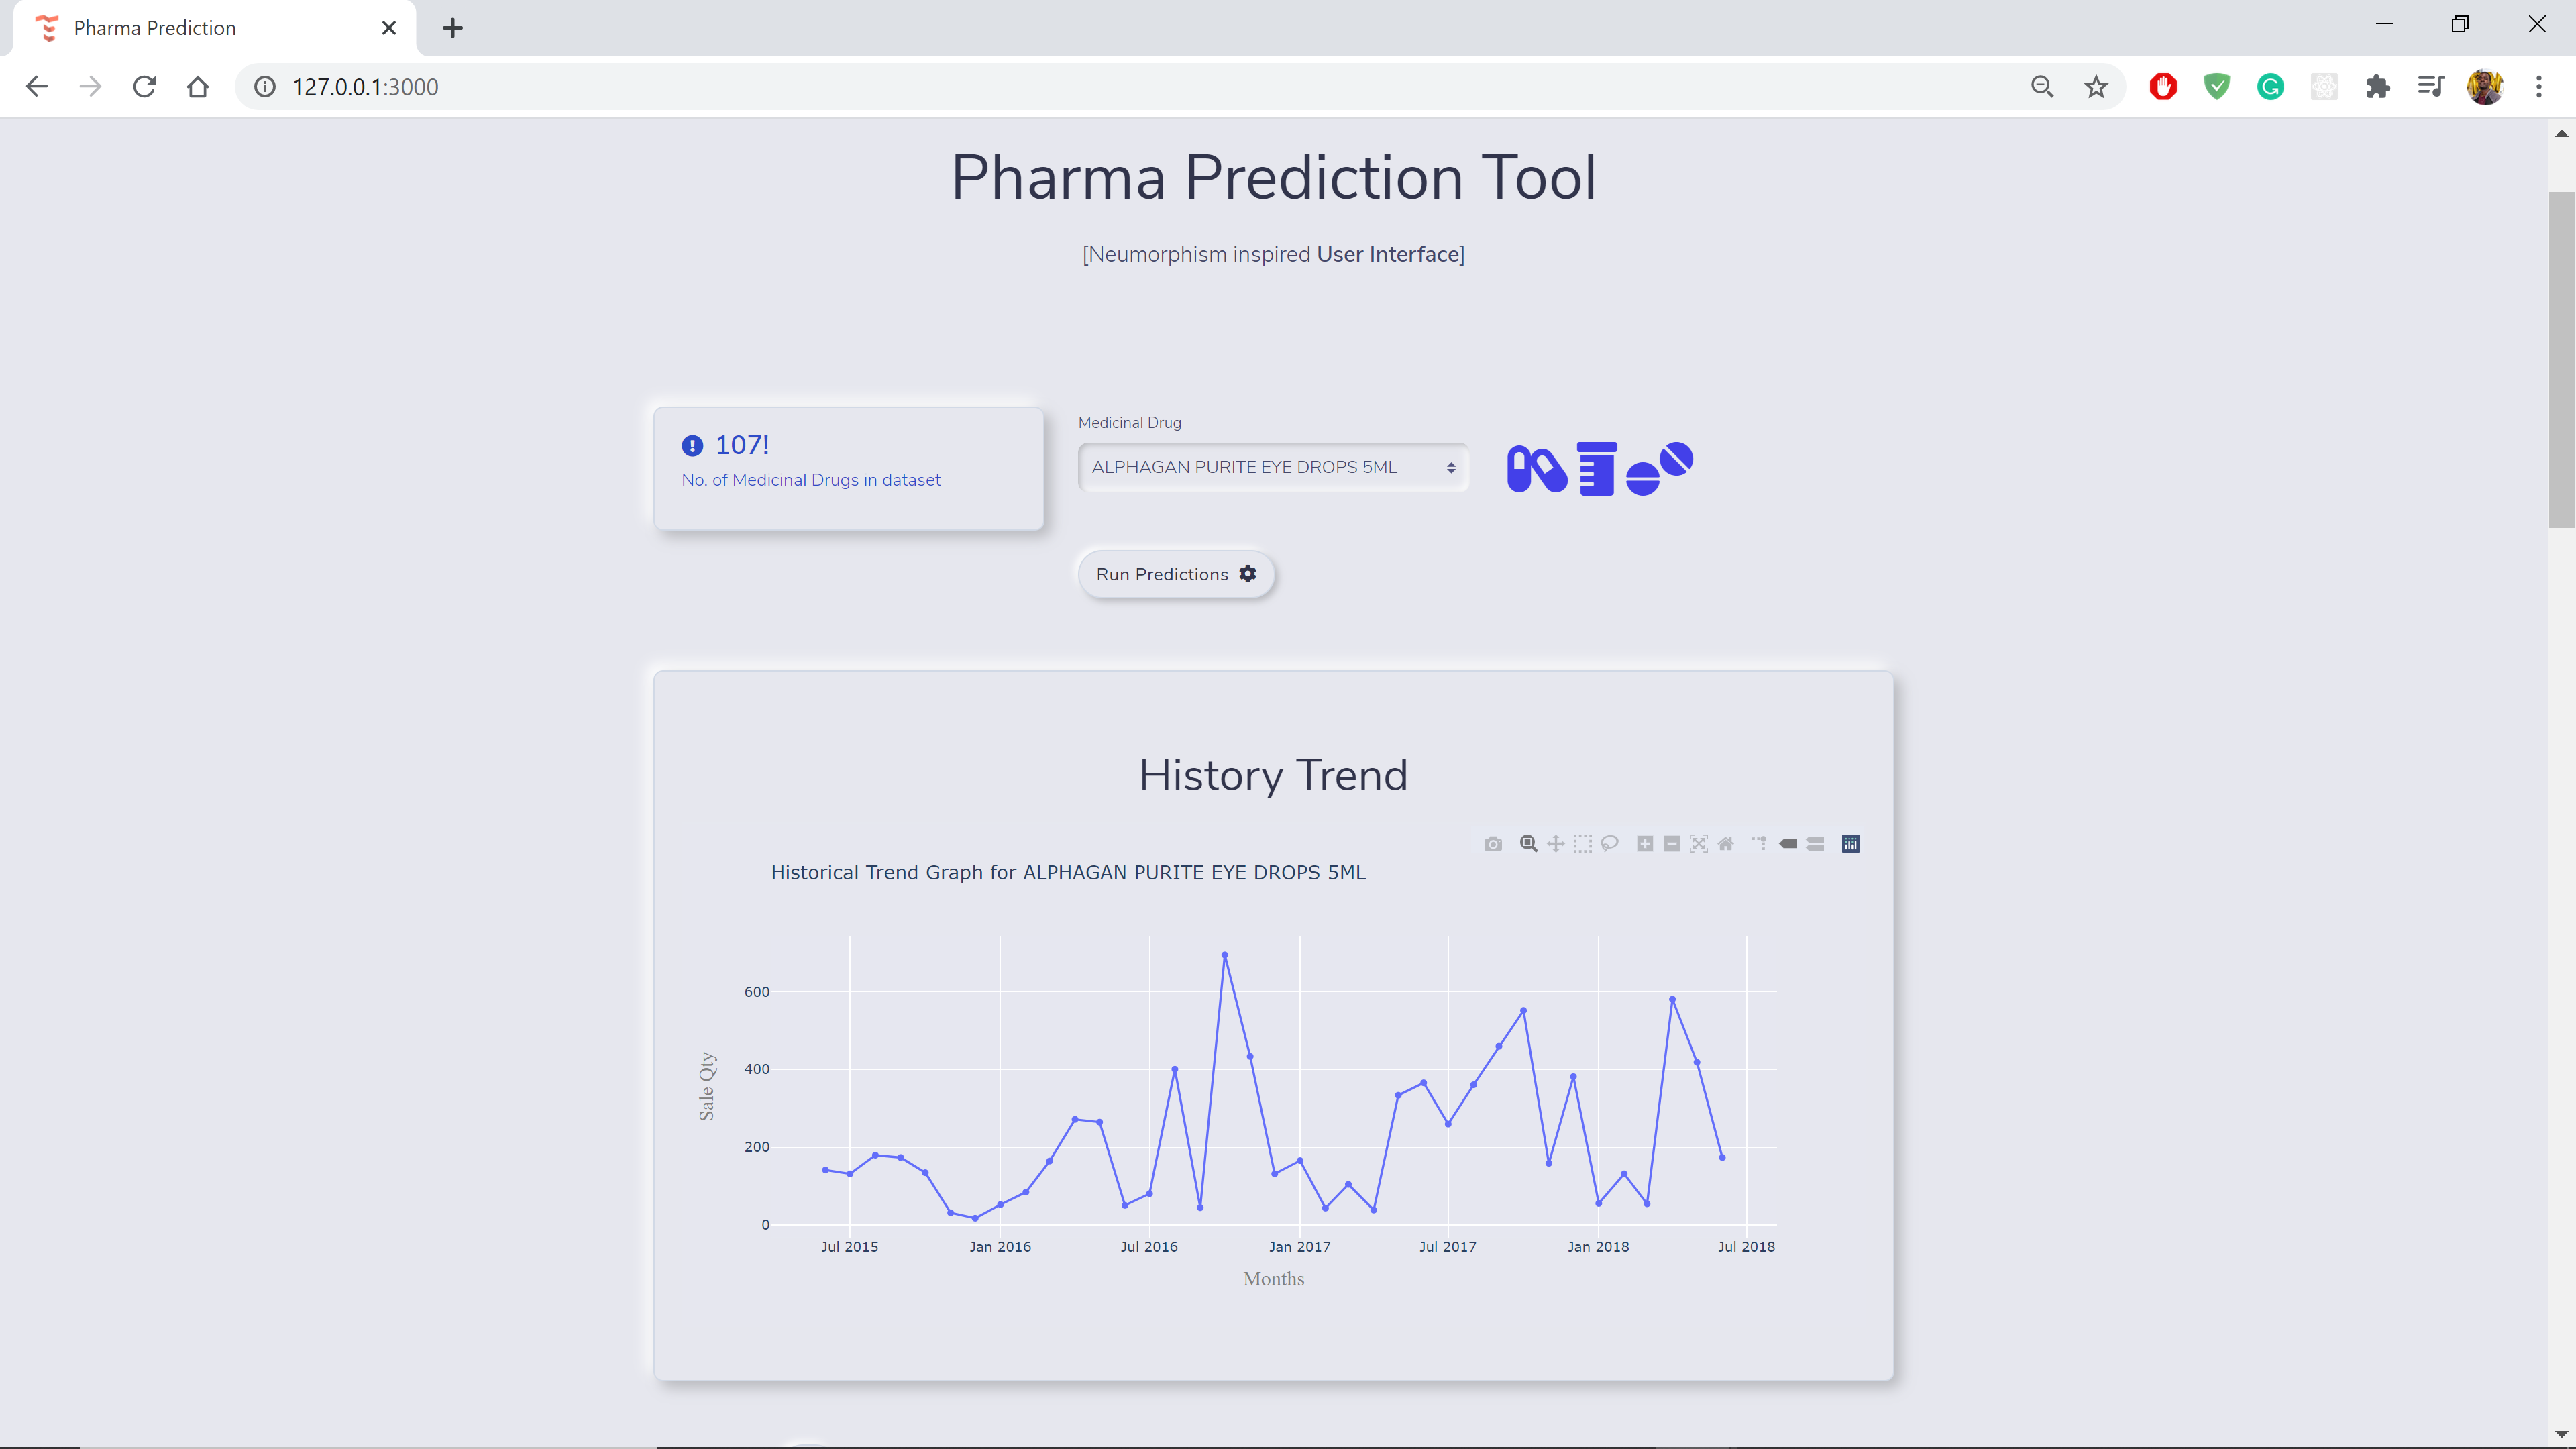 Pharma Prediction
127.0.0.1:3000
Pharma Prediction Tool
[Neumorphism inspired User Interface]
107!
No. of Medicinal Drugs in dataset
Medicinal Drug
ALPHAGAN PURITE EYE DROPS 5ML
Run Predictions
History Trend
Historical Trend Graph for ALPHAGAN PURITE EYE DROPS 5ML
600
400
200
0
Sale Qty
Jul 2015 Jan 2016 Jul 2016 Jan 2017 Jul 2017 Jan 2018 Jul 2018
Months